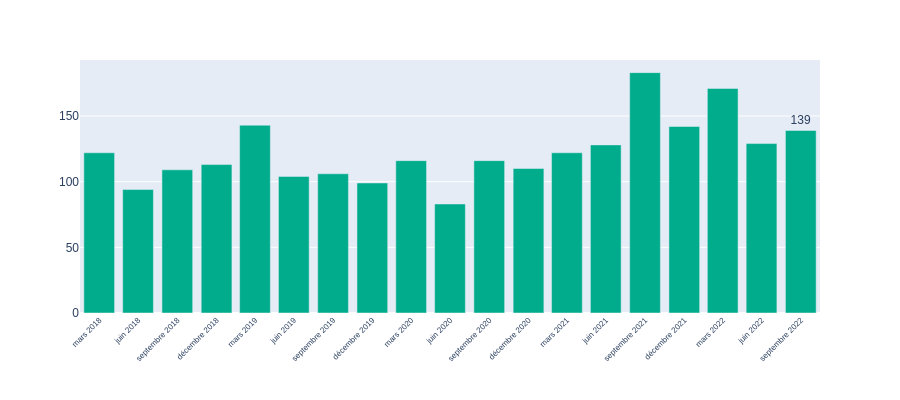 150
100
50
0
139
mars 2018
juin 2018
septembre 2018
décembre 2018
mars 2019
juin 2019
septembre 2019
décembre 2019
mars 2020
juin 2020
septembre 2020
décembre 2020
mars 2021
juin 2021
septembre 2021
décembre 2021
mars 2022
juin 2022
septembre 2022